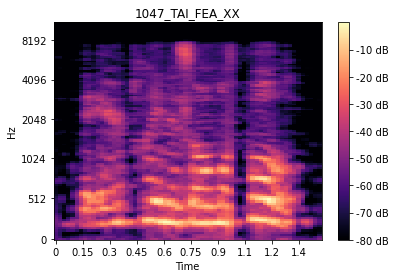 1047_TAI_FEA_XX
Hz
8192
4096
2048
1024
512
0
0 0.15 0.3 0.45 0.6 0.75 0.9 1.1 1.2 1.4
Time
-10 dB
-20 dB
-30 dB
-40 dB
-50 dB
-60 dB
-70 dB
-80 dB